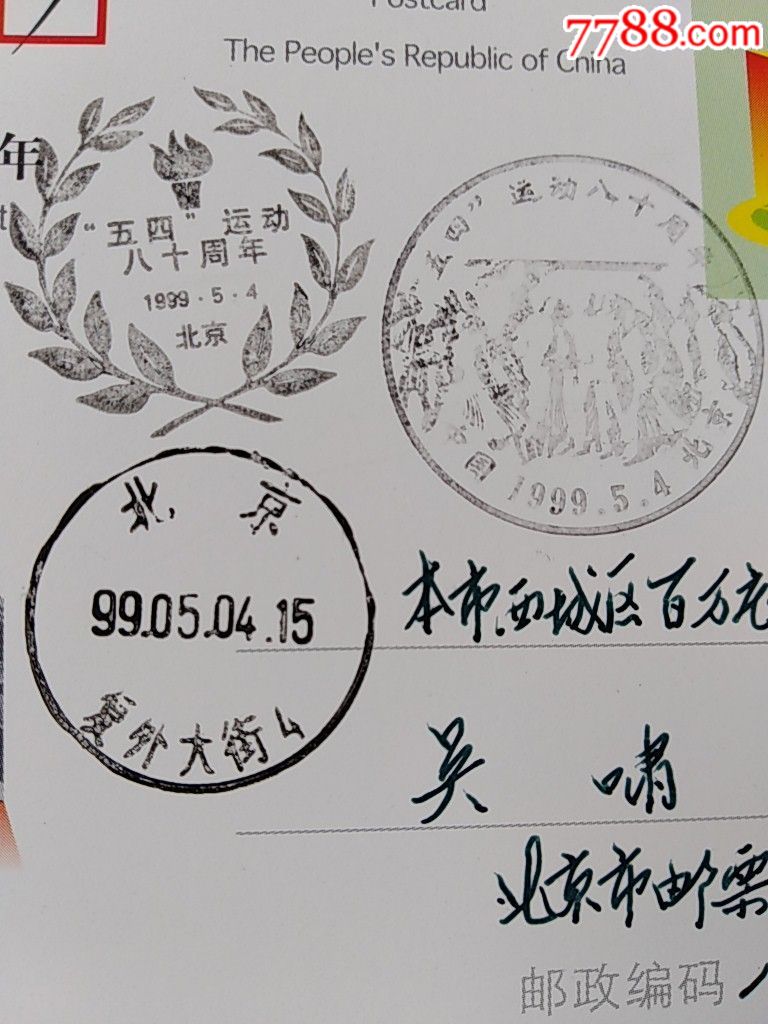 Postcard
7788.com
The People's Republic of China
年
“五四”运动
八十周年
1999·5·4
北京
“五四”运动八十周年
中国 1999.5.4 北京
北京
99.05.04.15
复外大街4
本市西城区百万庄
吴啸
北京市邮票
邮政编码